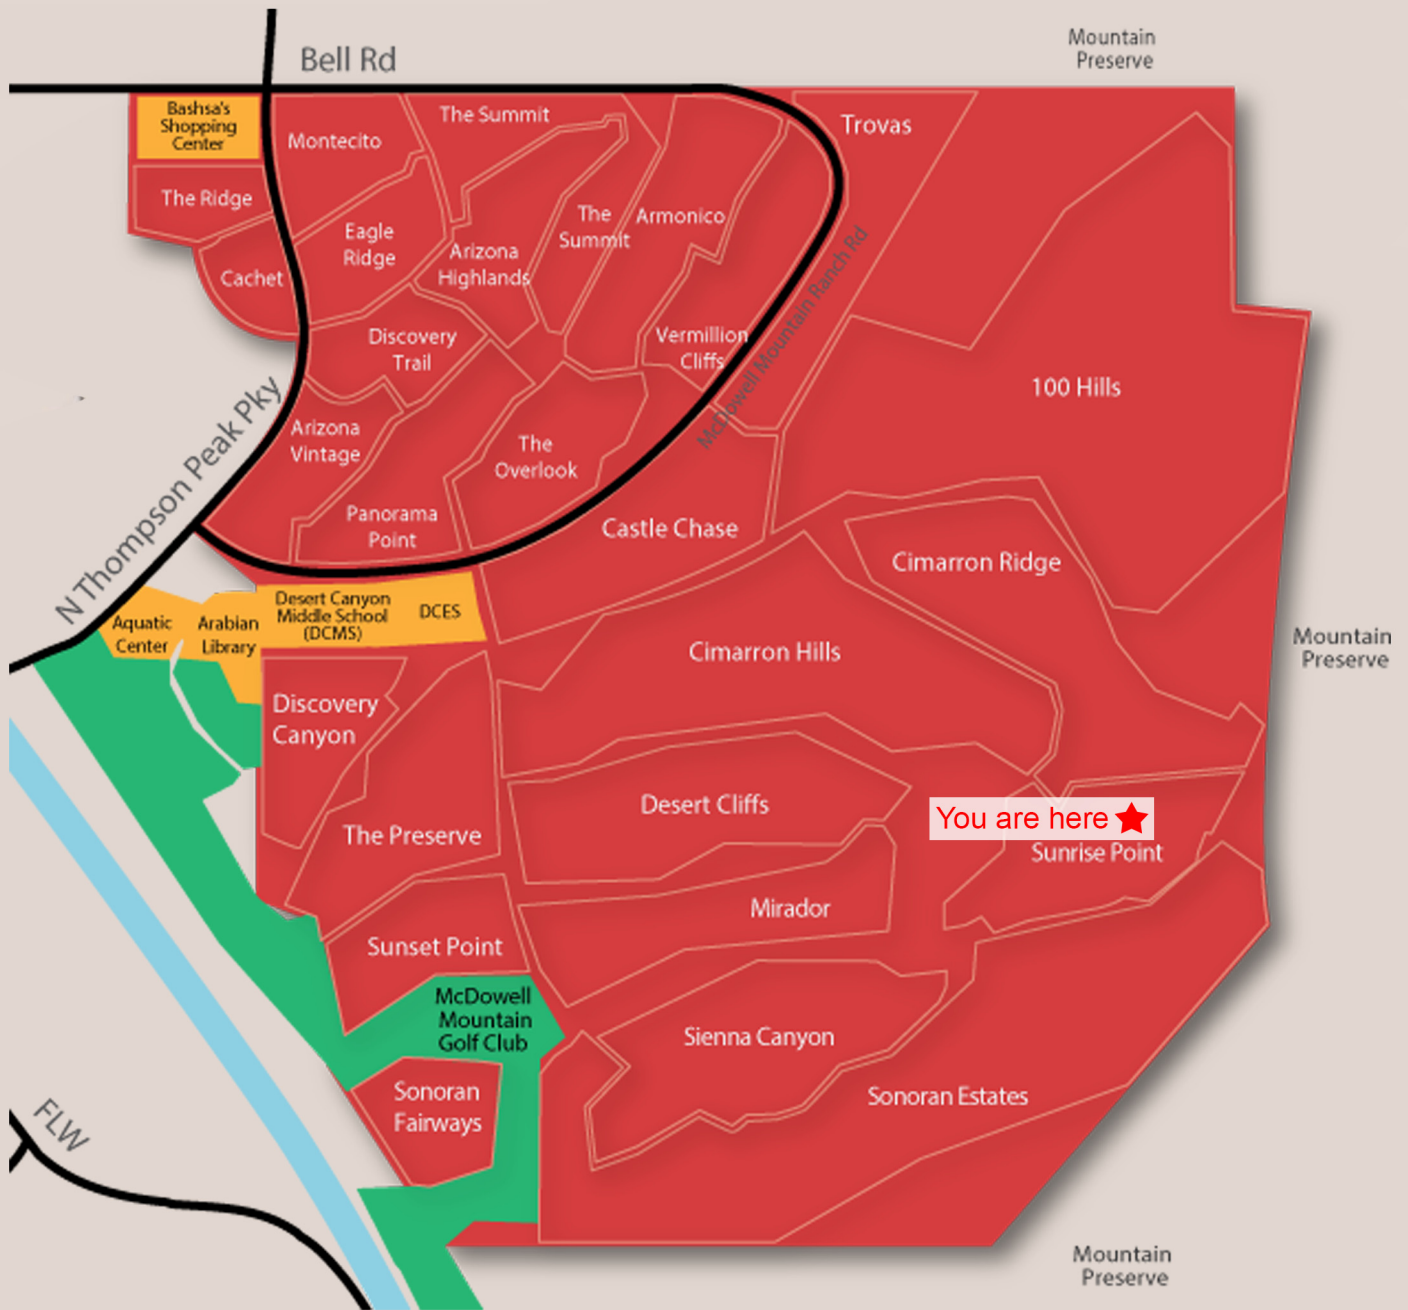 Mountain
Preserve
Bell Rd
Bashsa's
Shopping
Center
Montecito
The Summit
Trovas
The Ridge
Eagle
Ridge
Arizona
Highlands
The
Summit
Armonico
Cachet
McDowell Mountain Ranch Rd
Discovery
Trail
Vermillion
Cliffs
100 Hills
N Thompson Peak Pky
Arizona
Vintage
The
Overlook
Panorama
Point
Castle Chase
Cimarron Ridge
Aquatic
Center
Arabian
Library
Desert Canyon
Middle School
(DCMS)
DCES
Cimarron Hills
Mountain
Preserve
Discovery
Canyon
Desert Cliffs
You are here
The Preserve
Sunrise Point
Mirador
Sunset Point
McDowell
Mountain
Golf Club
Sienna Canyon
Sonoran
Fairways
Sonoran Estates
FLW
Mountain
Preserve